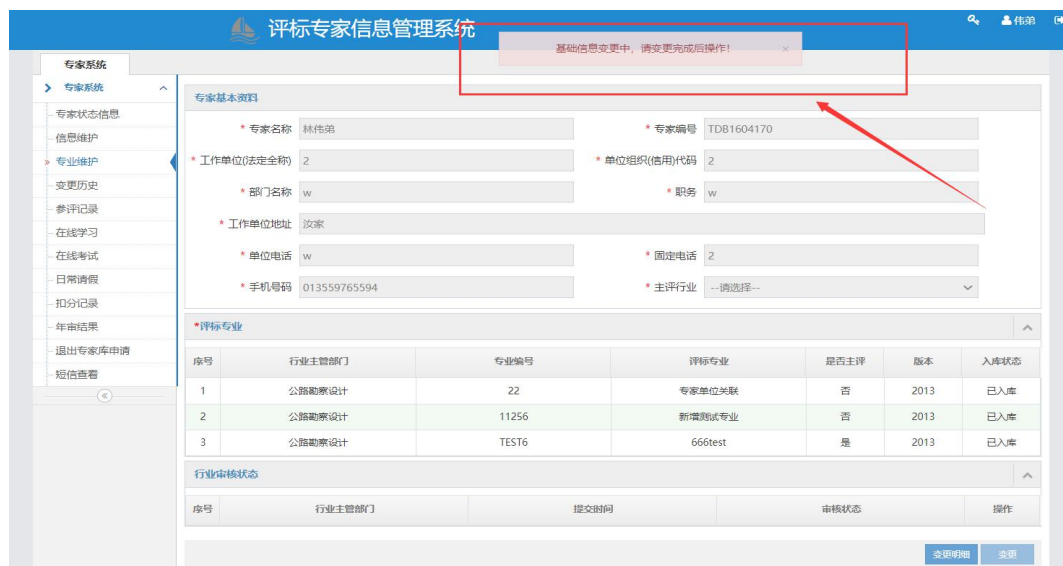 评标专家信息管理系统
伟弟
基础信息变更中，请变更完成后操作！ ×
专家系统
专家系统
专家状态信息
信息维护
专业维护
变更历史
参评记录
在线学习
在线考试
日常请假
扣分记录
年审结果
退出专家库申请
短信查看
专家基本资料
* 专家名称 林伟弟 * 专家编号 TDB1604170
* 工作单位(法定全称) 2 * 单位组织(信用)代码 2
* 部门名称 w * 职务 w
* 工作单位地址 汝家
* 单位电话 w * 固定电话 2
* 手机号码 013559765594 * 主评行业 --请选择--
*评标专业
序号 行业主管部门 专业编号 评标专业 是否主评 版本 入库状态
1 公路勘察设计 22 专家单位关联 否 2013 已入库
2 公路勘察设计 11256 新增测试专业 否 2013 已入库
3 公路勘察设计 TEST6 666test 是 2013 已入库
行业审核状态
序号 行业主管部门 提交时间 审核状态 操作
变更明细 变更